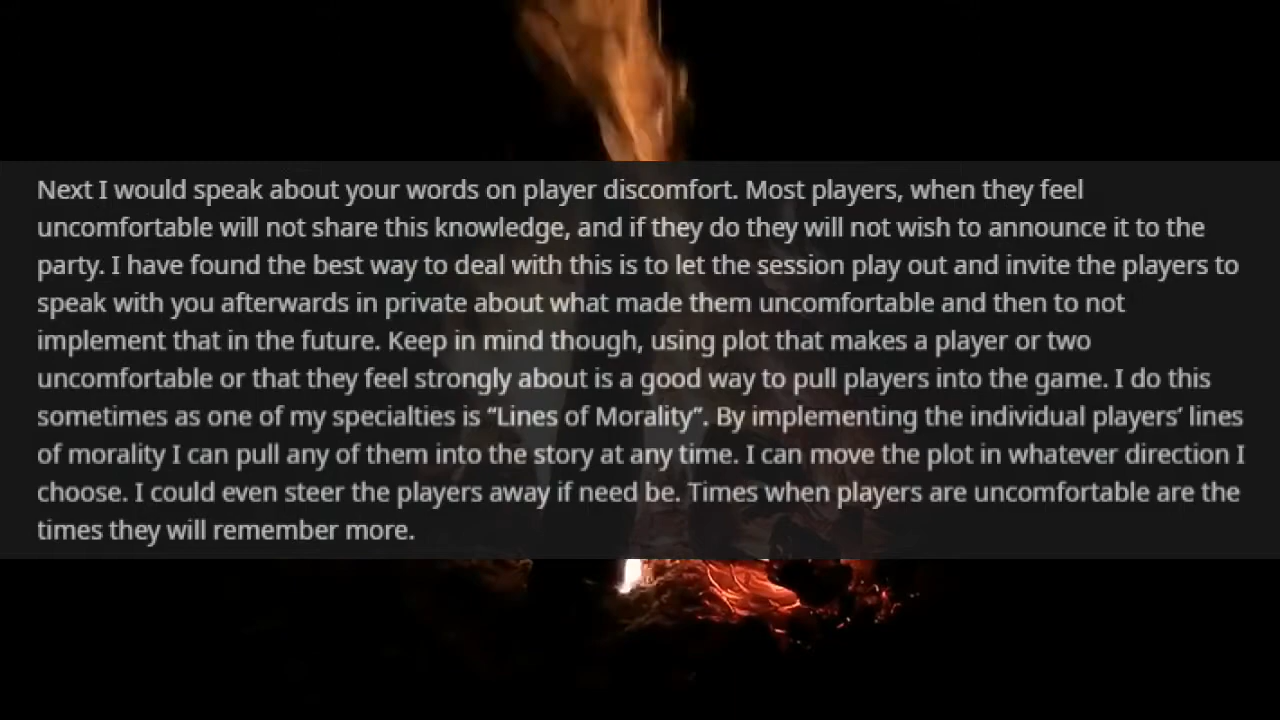 Next I would speak about your words on player discomfort. Most players, when they feel
uncomfortable will not share this knowledge, and if they do they will not wish to announce it to the
party. I have found the best way to deal with this is to let the session play out and invite the players to
speak with you afterwards in private about what made them uncomfortable and then to not
implement that in the future. Keep in mind though, using plot that makes a player or two
uncomfortable or that they feel strongly about is a good way to pull players into the game. I do this
sometimes as one of my specialties is “Lines of Morality”. By implementing the individual players’ lines
of morality I can pull any of them into the story at any time. I can move the plot in whatever direction I
choose. I could even steer the players away if need be. Times when players are uncomfortable are the
times they will remember more.